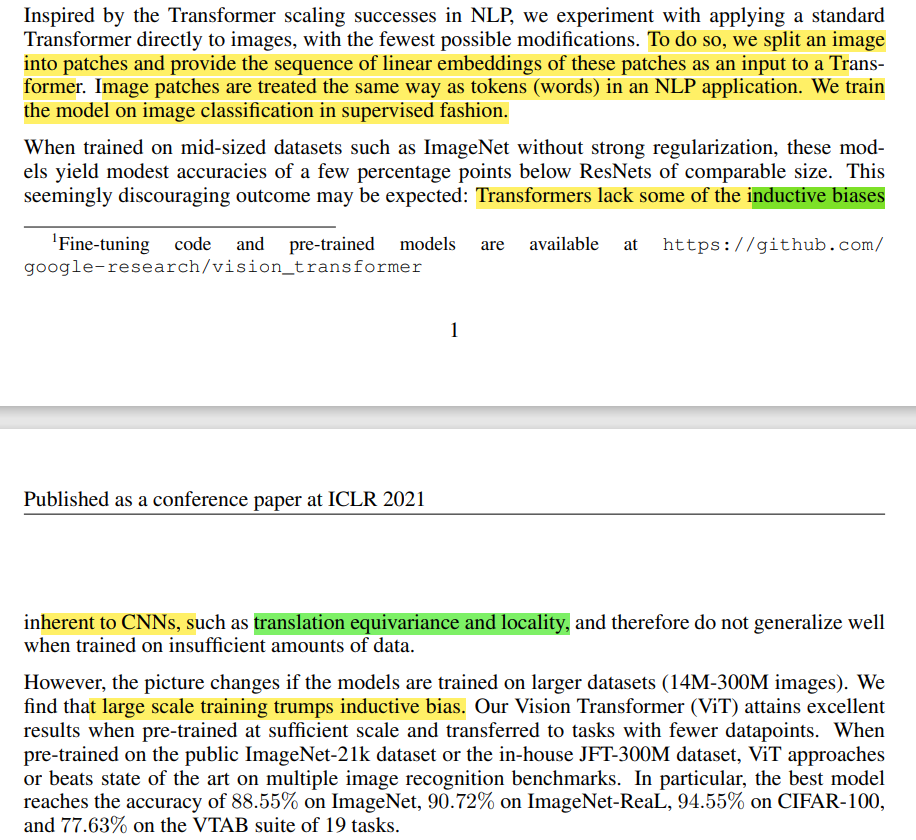 Inspired by the Transformer scaling successes in NLP, we experiment with applying a standard
Transformer directly to images, with the fewest possible modifications. To do so, we split an image
into patches and provide the sequence of linear embeddings of these patches as an input to a Trans-
former. Image patches are treated the same way as tokens (words) in an NLP application. We train
the model on image classification in supervised fashion.
When trained on mid-sized datasets such as ImageNet without strong regularization, these mod-
els yield modest accuracies of a few percentage points below ResNets of comparable size. This
seemingly discouraging outcome may be expected: Transformers lack some of the inductive biases
1Fine-tuning code and pre-trained models are available at https://github.com/
google-research/vision_transformer
1
Published as a conference paper at ICLR 2021
inherent to CNNs, such as translation equivariance and locality, and therefore do not generalize well
when trained on insufficient amounts of data.
However, the picture changes if the models are trained on larger datasets (14M-300M images). We
find that large scale training trumps inductive bias. Our Vision Transformer (ViT) attains excellent
results when pre-trained at sufficient scale and transferred to tasks with fewer datapoints. When
pre-trained on the public ImageNet-21k dataset or the in-house JFT-300M dataset, ViT approaches
or beats state of the art on multiple image recognition benchmarks. In particular, the best model
reaches the accuracy of 88.55% on ImageNet, 90.72% on ImageNet-ReaL, 94.55% on CIFAR-100,
and 77.63% on the VTAB suite of 19 tasks.